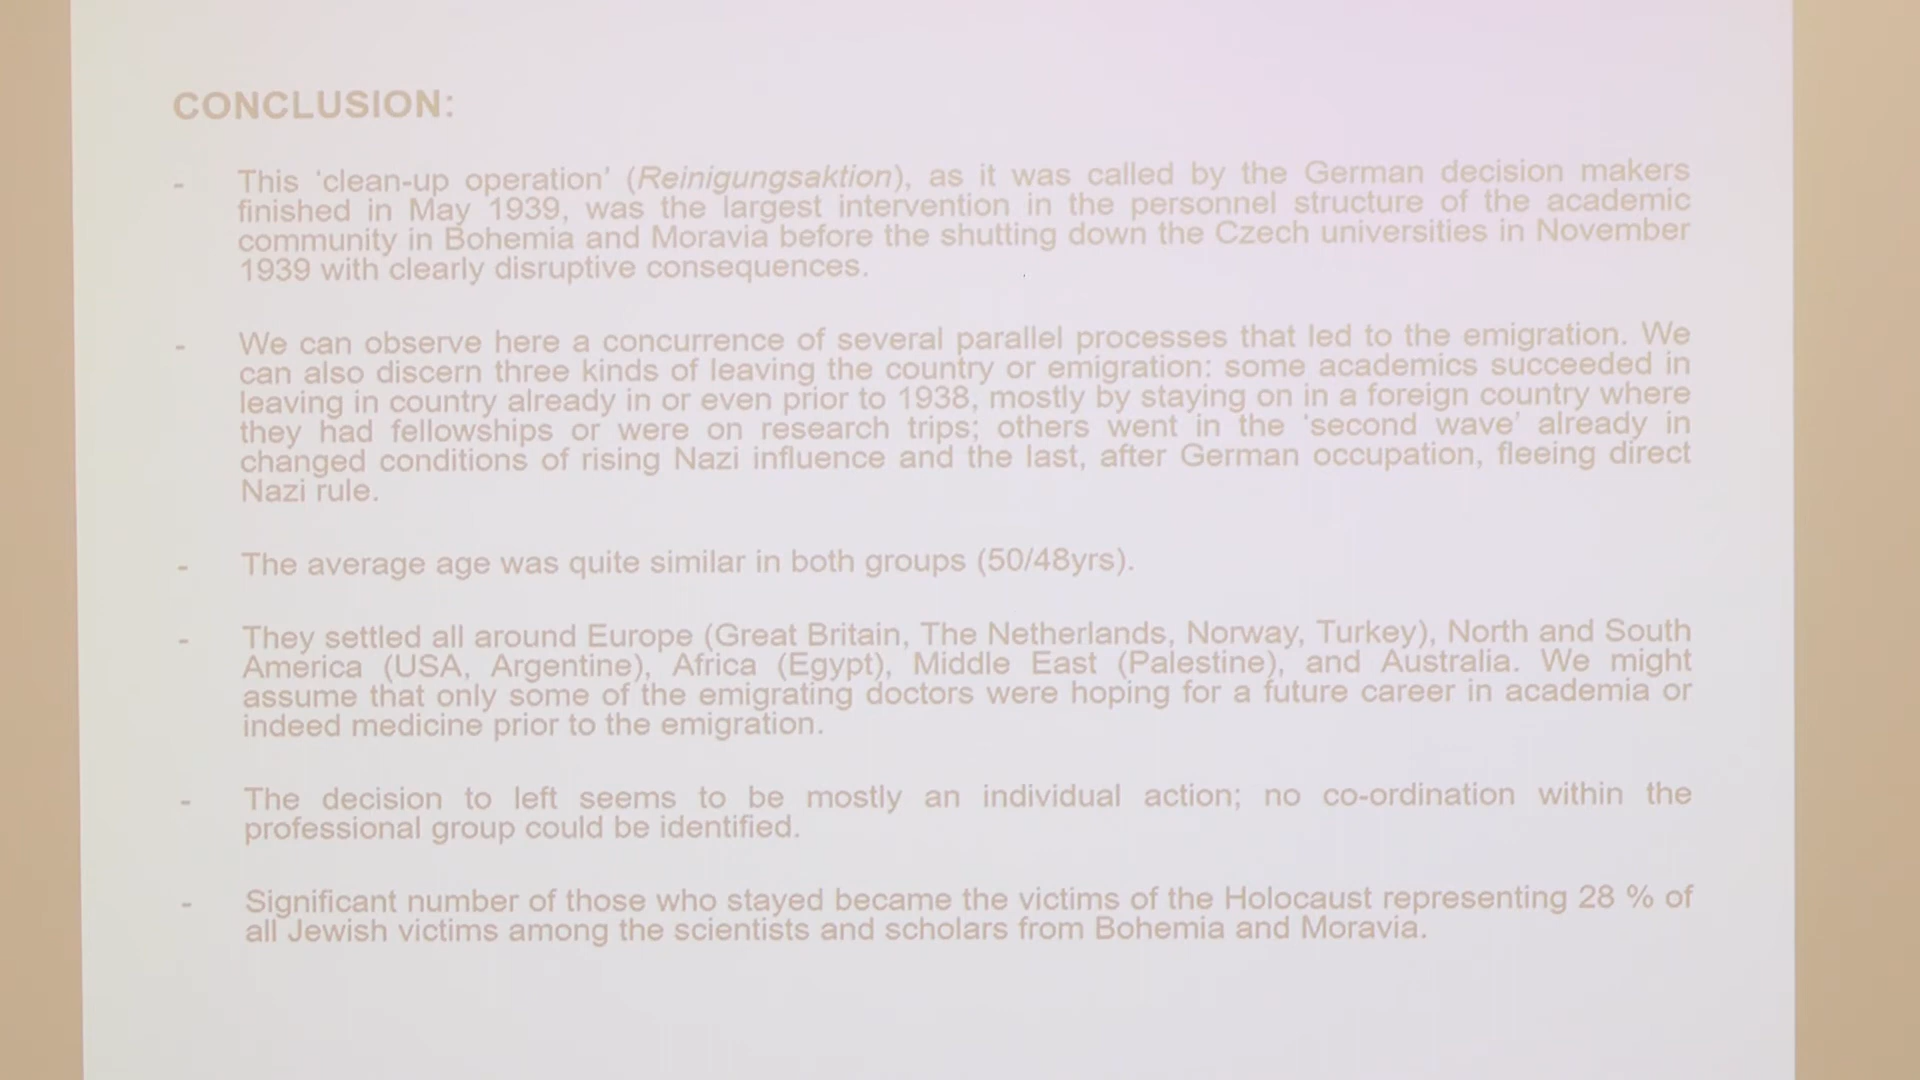 CONCLUSION:
- This ‘clean-up operation’ (Reinigungsaktion), as it was called by the German decision makers
finished in May 1939, was the largest intervention in the personnel structure of the academic
community in Bohemia and Moravia before the shutting down the Czech universities in November
1939 with clearly disruptive consequences.
- We can observe here a concurrence of several parallel processes that led to the emigration. We
can also discern three kinds of leaving the country or emigration: some academics succeeded in
leaving in country already in or even prior to 1938, mostly by staying on in a foreign country where
they had fellowships or were on research trips; others went in the ‘second wave’ already in
changed conditions of rising Nazi influence and the last, after German occupation, fleeing direct
Nazi rule.
- The average age was quite similar in both groups (50/48yrs).
- They settled all around Europe (Great Britain, The Netherlands, Norway, Turkey), North and South
America (USA, Argentine), Africa (Egypt), Middle East (Palestine), and Australia. We might
assume that only some of the emigrating doctors were hoping for a future career in academia or
indeed medicine prior to the emigration.
- The decision to left seems to be mostly an individual action; no co-ordination within the
professional group could be identified.
- Significant number of those who stayed became the victims of the Holocaust representing 28 % of
all Jewish victims among the scientists and scholars from Bohemia and Moravia.